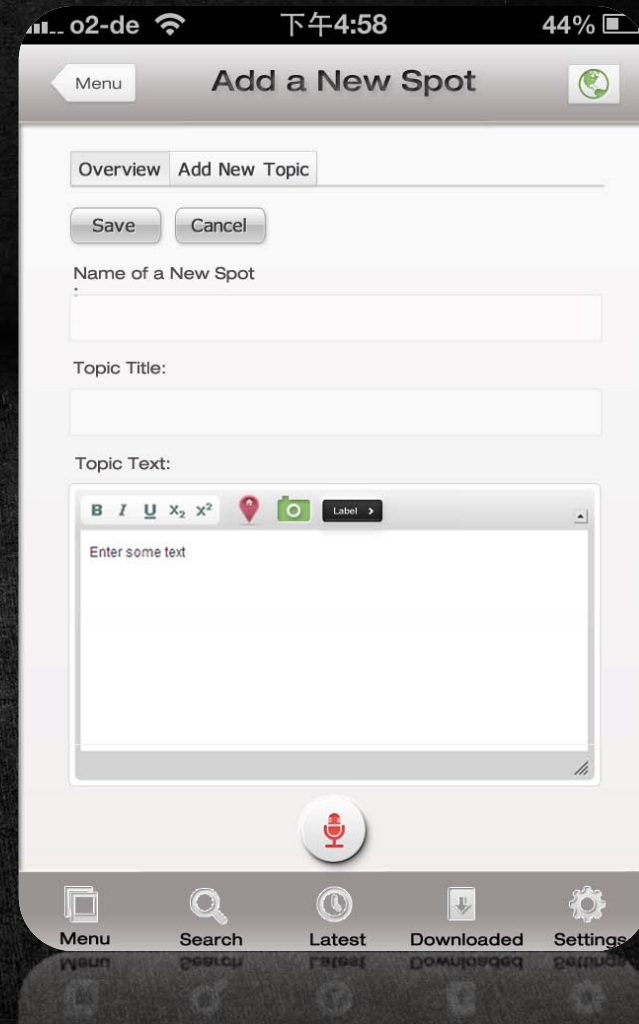 o2-de 下午4:58 44%
Menu Add a New Spot
Overview Add New Topic
Save Cancel
Name of a New Spot
:
Topic Title:
Topic Text:
B I U X₂ X² Label >
Enter some text
Menu Search Latest Downloaded Settings